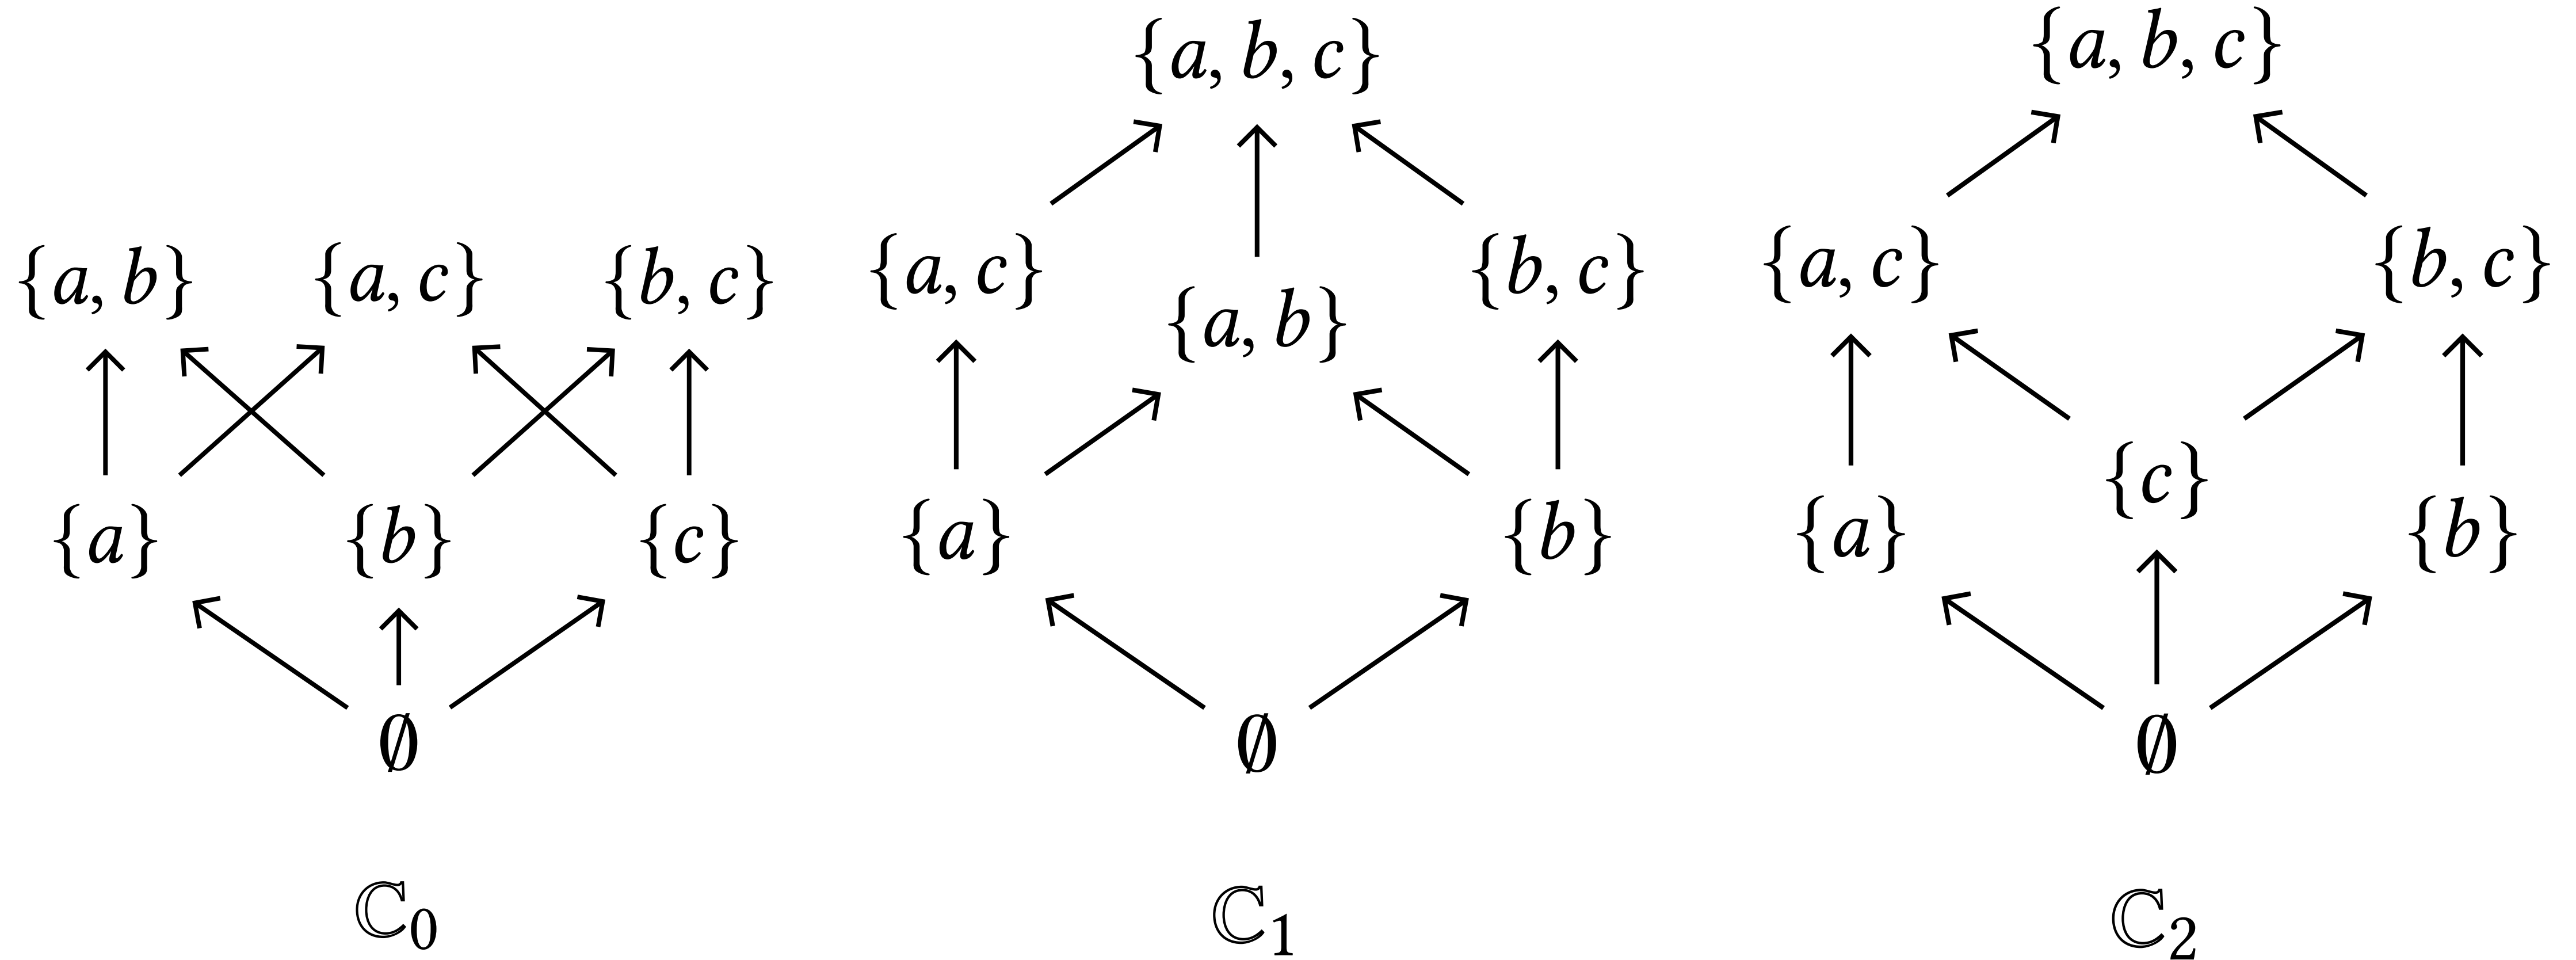 {a, b} {a, c} {b, c}
{a} {b} {c}
∅
ℂ₀
{a, b, c}
{a, c} {b, c}
{a, b}
{a} {b}
∅
ℂ₁
{a, b, c}
{a, c} {b, c}
{c}
{a} {b}
∅
ℂ₂